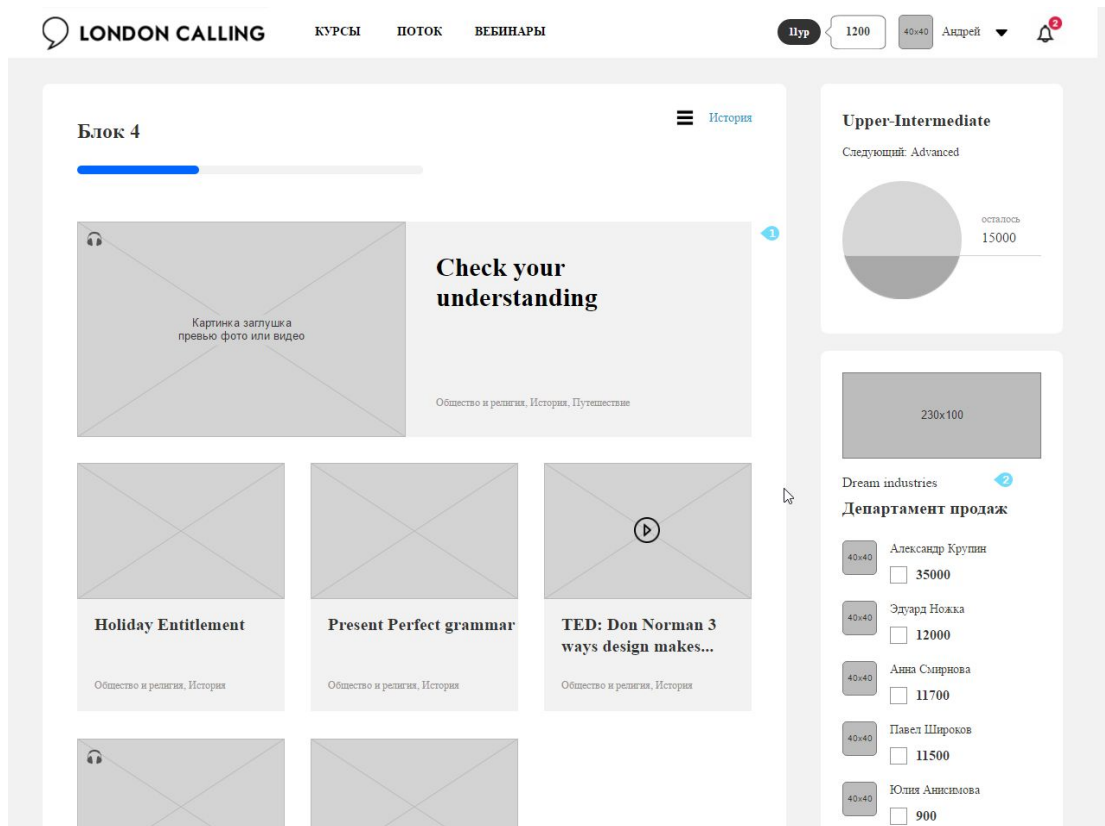 LONDON CALLING
КУРСЫ ПОТОК ВЕБИНАРЫ
11ур 1200 40x40 Андрей 2
Блок 4
История
Картинка заглушка
превью фото или видео
Check your
understanding
Общество и религия, История, Путешествие
1
Holiday Entitlement
Общество и религия, История
Present Perfect grammar
Общество и религия, История
TED: Don Norman 3
ways design makes...
Общество и религия, История
Upper-Intermediate
Следующий: Advanced
осталось
15000
230x100
Dream industries
2
Департамент продаж
40x40
Александр Крупин
35000
40x40
Эдуард Ножка
12000
40x40
Анна Смирнова
11700
40x40
Павел Широков
11500
40x40
Юлия Анисимова
900